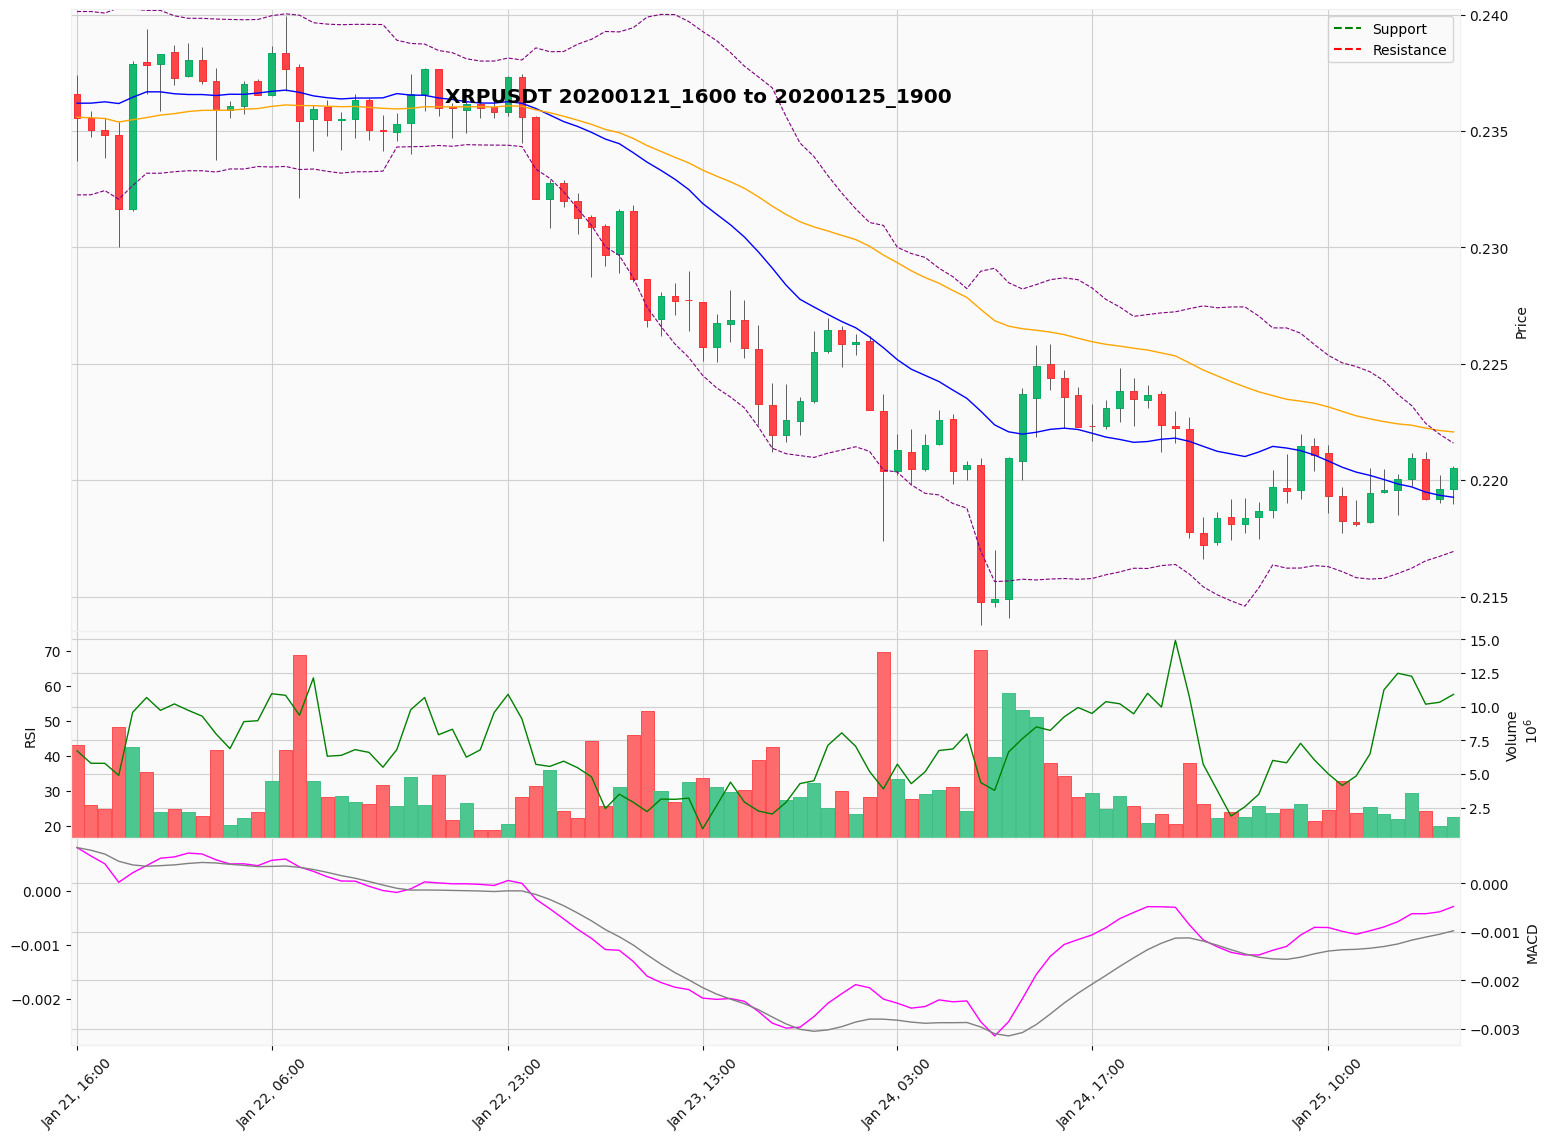 XRPUSDT 20200121_1600 to 20200125_1900
Support
Resistance
0.240
0.235
0.230
0.225
0.220
0.215
Price
70
60
50
40
30
20
RSI
15.0
12.5
10.0
7.5
5.0
2.5
Volume
10^6
0.000
−0.001
−0.002
0.000
−0.001
−0.002
−0.003
MACD
Jan 21, 16:00
Jan 22, 06:00
Jan 22, 23:00
Jan 23, 13:00
Jan 24, 03:00
Jan 24, 17:00
Jan 25, 10:00